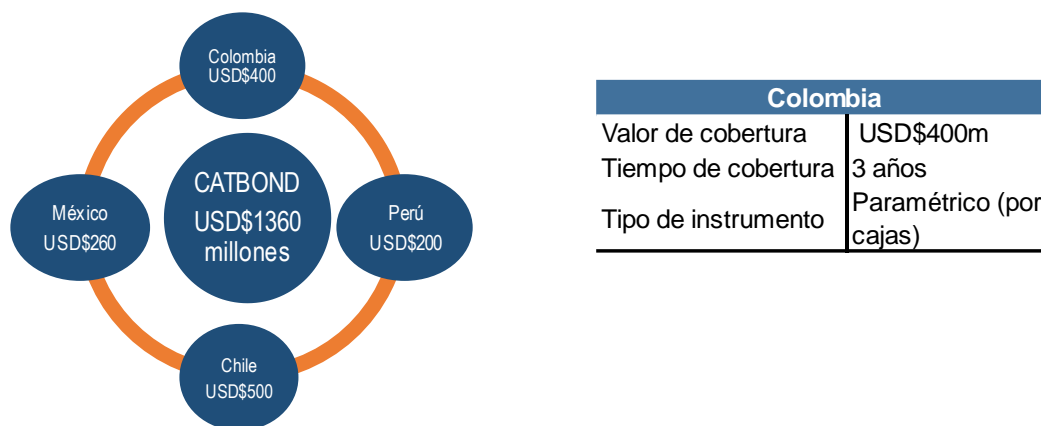 Colombia
USD$400
CATBOND
USD$1360
millones
México
USD$260
Perú
USD$200
Chile
USD$500
Colombia
Valor de cobertura USD$400m
Tiempo de cobertura 3 años
Tipo de instrumento Paramétrico (por
cajas)